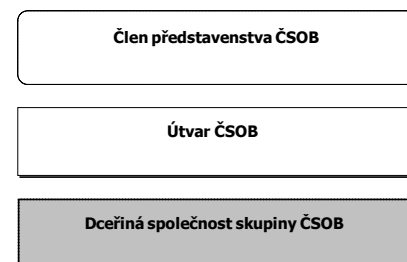 Člen představenstva ČSOB
Útvar ČSOB
Dceřiná společnost skupiny ČSOB